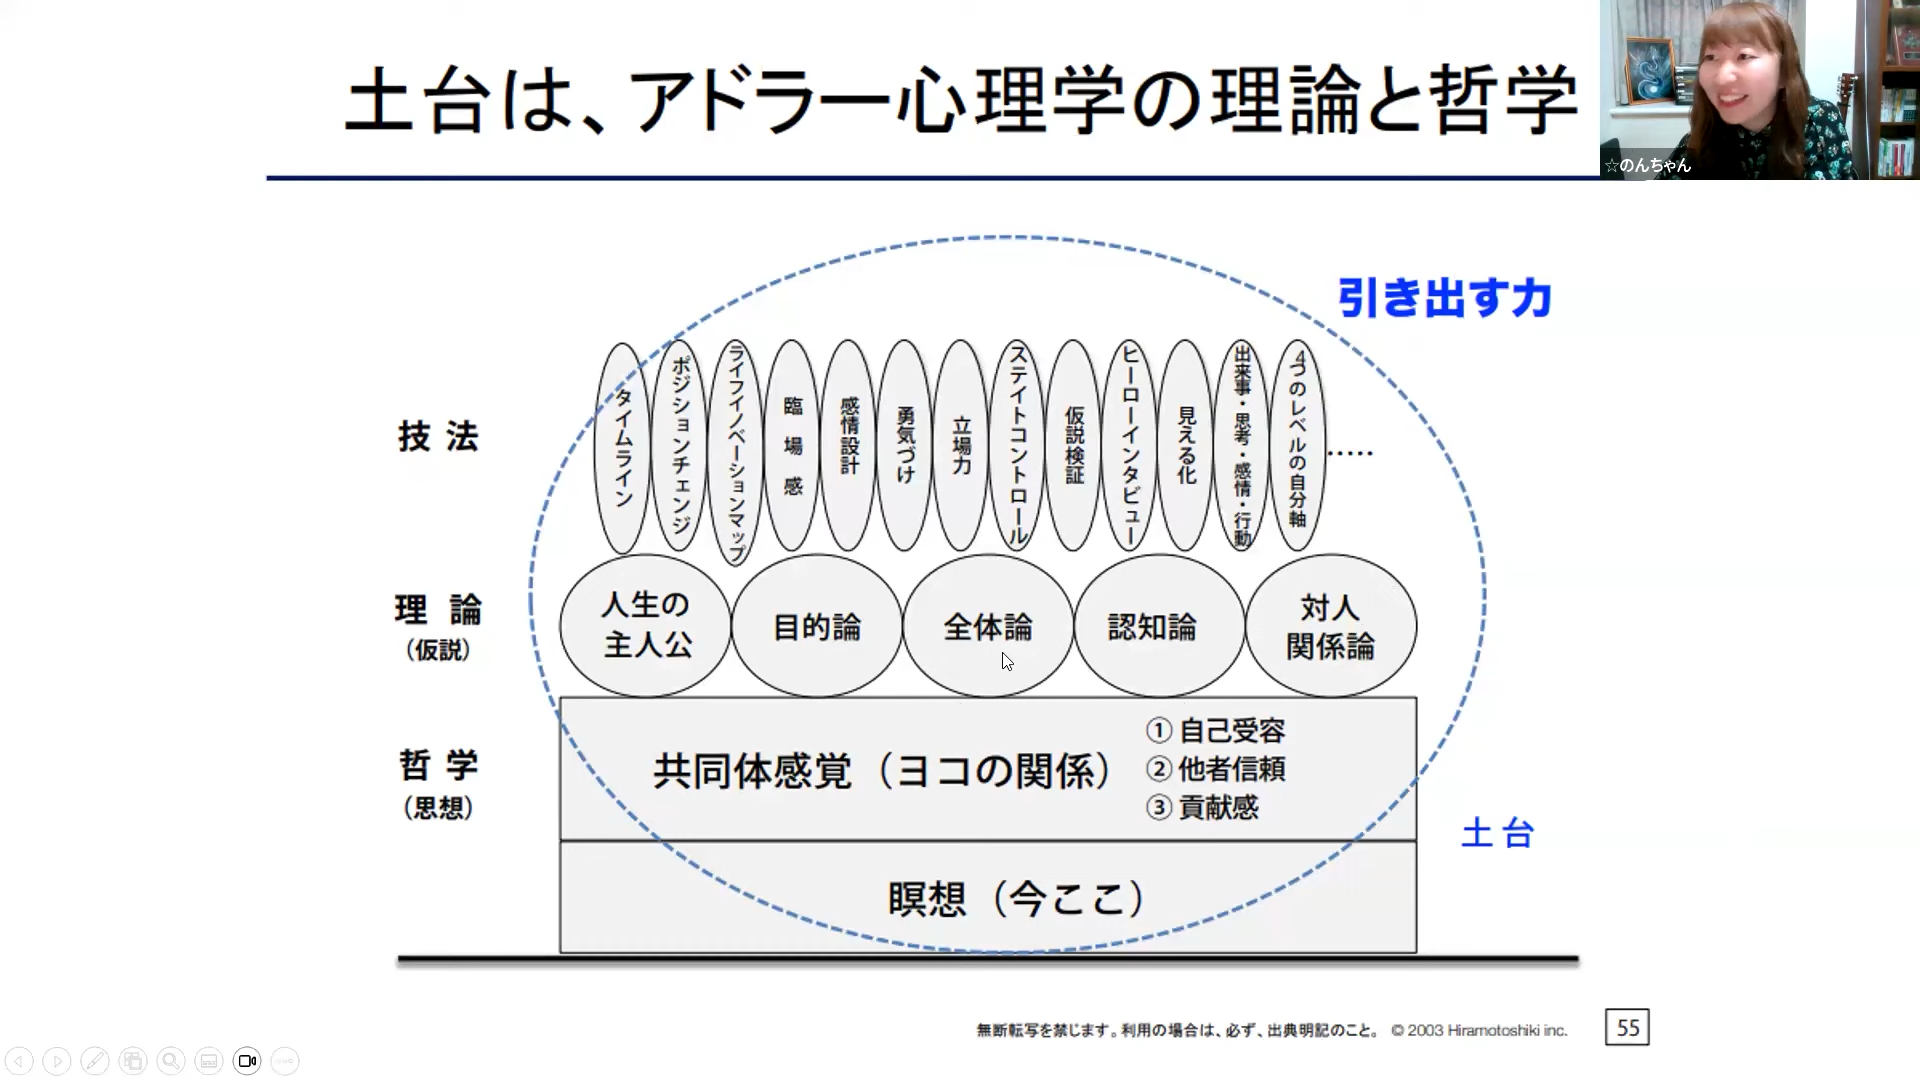 土台は、アドラー心理学の理論と哲学
☆のんちゃん
引き出す力
技 法
タイムライン
ポジションチェンジ
ライフイノベーションマップ
臨場感
感情設計
勇気づけ
立場力
ステイトコントロール
仮説検証
ヒーローインタビュー
見える化
出来事・思考・感情・行動
4つのレベルの自分軸
……
理 論
（仮説）
人生の
主人公
目的論
全体論
認知論
対人
関係論
哲 学
（思想）
共同体感覚（ヨコの関係）
① 自己受容
② 他者信頼
③ 貢献感
土 台
瞑想（今ここ）
無断転写を禁じます。利用の場合は、必ず、出典明記のこと。 © 2003 Hiramotoshiki inc.
55